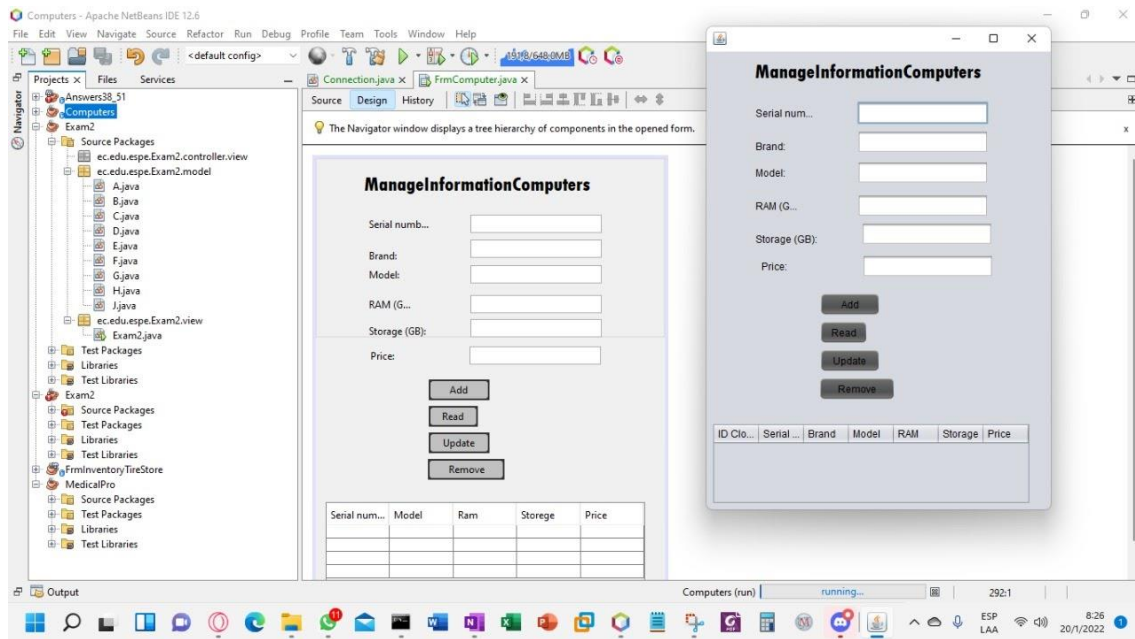 Computers - Apache NetBeans IDE 12.6
File Edit View Navigate Source Refactor Run Debug Profile Team Tools Window Help
<default config>
Projects Files Services
Navigator
Answers38_51
Computers
Exam2
Source Packages
ec.edu.espe.Exam2.controller.view
ec.edu.espe.Exam2.model
A.java
B.java
C.java
D.java
E.java
F.java
G.java
H.java
J.java
ec.edu.espe.Exam2.view
Exam2.java
Test Packages
Libraries
Test Libraries
Exam2
Source Packages
Test Packages
Libraries
Test Libraries
FrmInventoryTireStore
MedicalPro
Source Packages
Test Packages
Libraries
Test Libraries
Connection.java FrmComputer.java
Source Design History
The Navigator window displays a tree hierarchy of components in the opened form.
ManageInformationComputers
Serial numb...
Brand:
Model:
RAM (G...
Storage (GB):
Price:
Add
Read
Update
Remove
Serial num... Model Ram Storege Price
ManageInformationComputers
Serial num...
Brand:
Model:
RAM (G...
Storage (GB):
Price:
Add
Read
Update
Remove
ID Clo... Serial ... Brand Model RAM Storage Price
Output
Computers (run) running... 292:1
11
ESP
LAA
8:26
20/1/2022
1